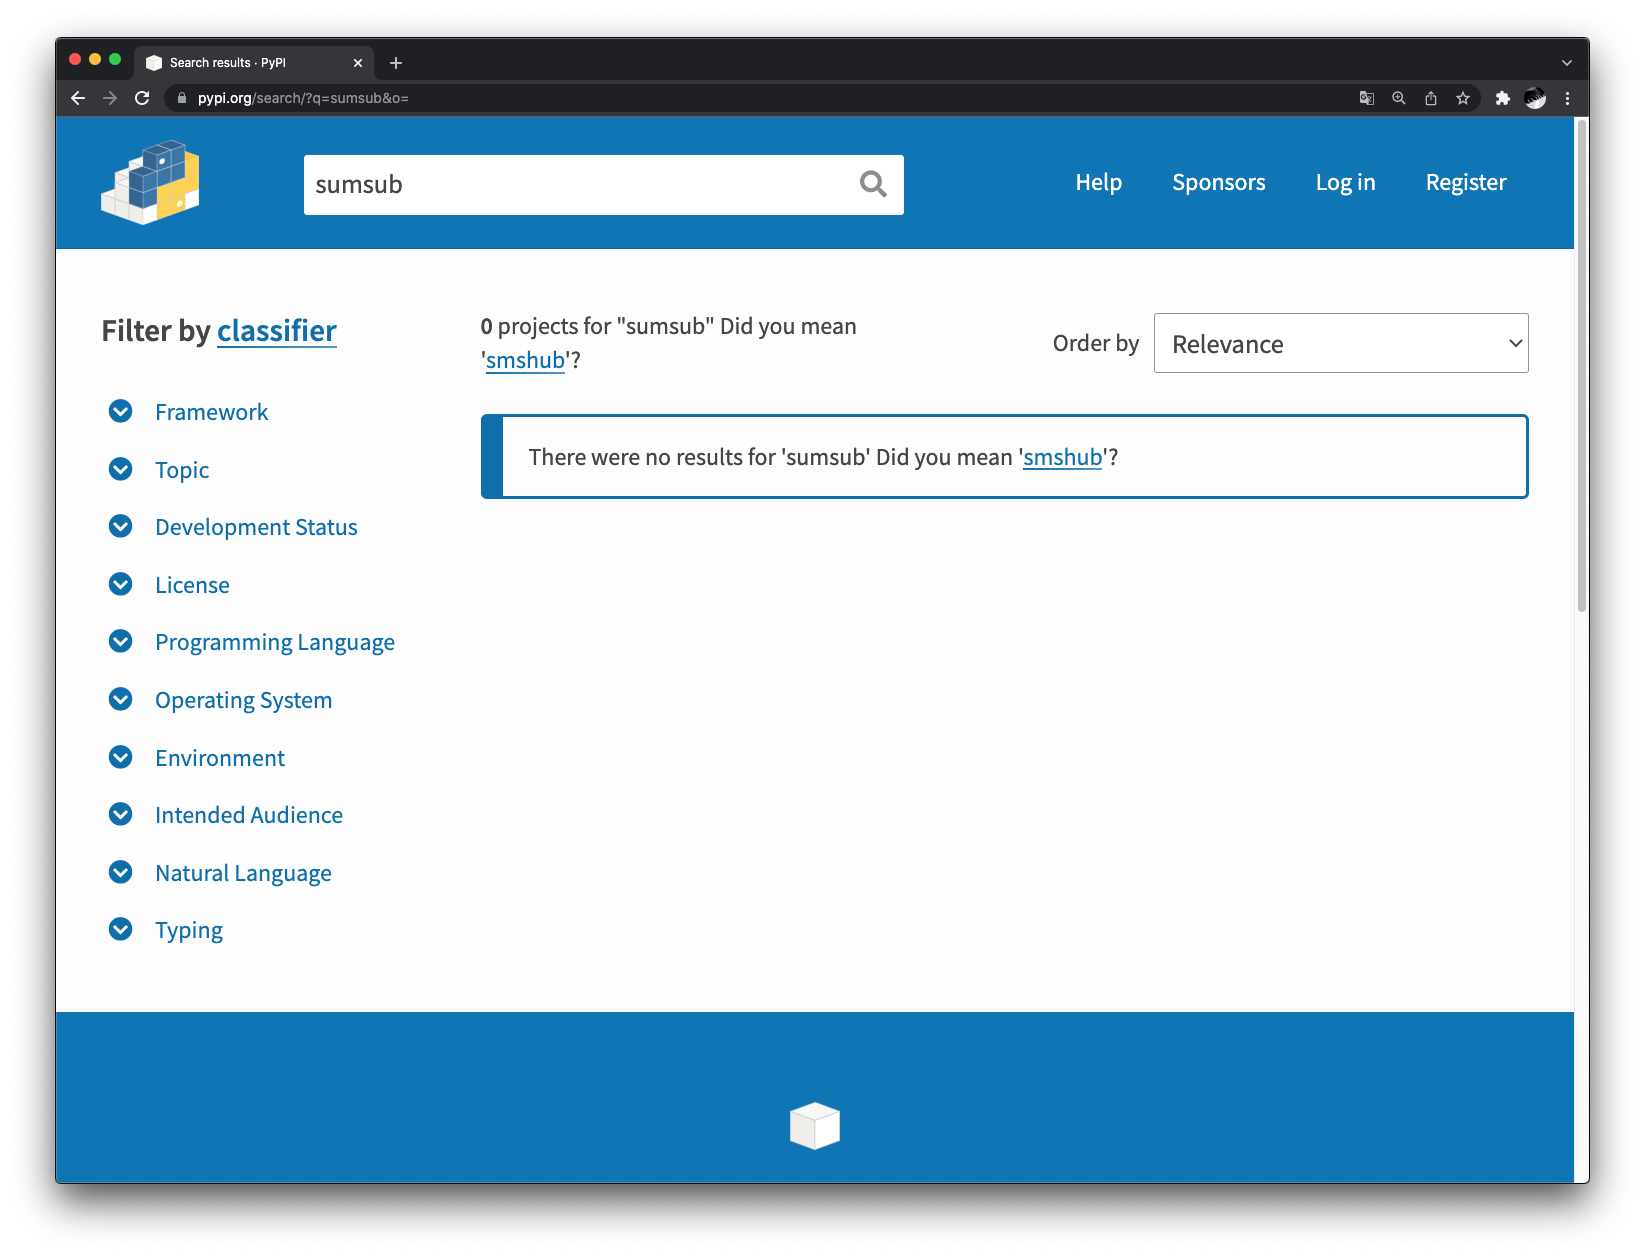 Search results · PyPI
pypi.org/search/?q=sumsub&o=
sumsub
Help
Sponsors
Log in
Register
Filter by classifier
Framework
Topic
Development Status
License
Programming Language
Operating System
Environment
Intended Audience
Natural Language
Typing
0 projects for "sumsub" Did you mean
'smshub'?
Order by
Relevance
There were no results for 'sumsub' Did you mean 'smshub'?